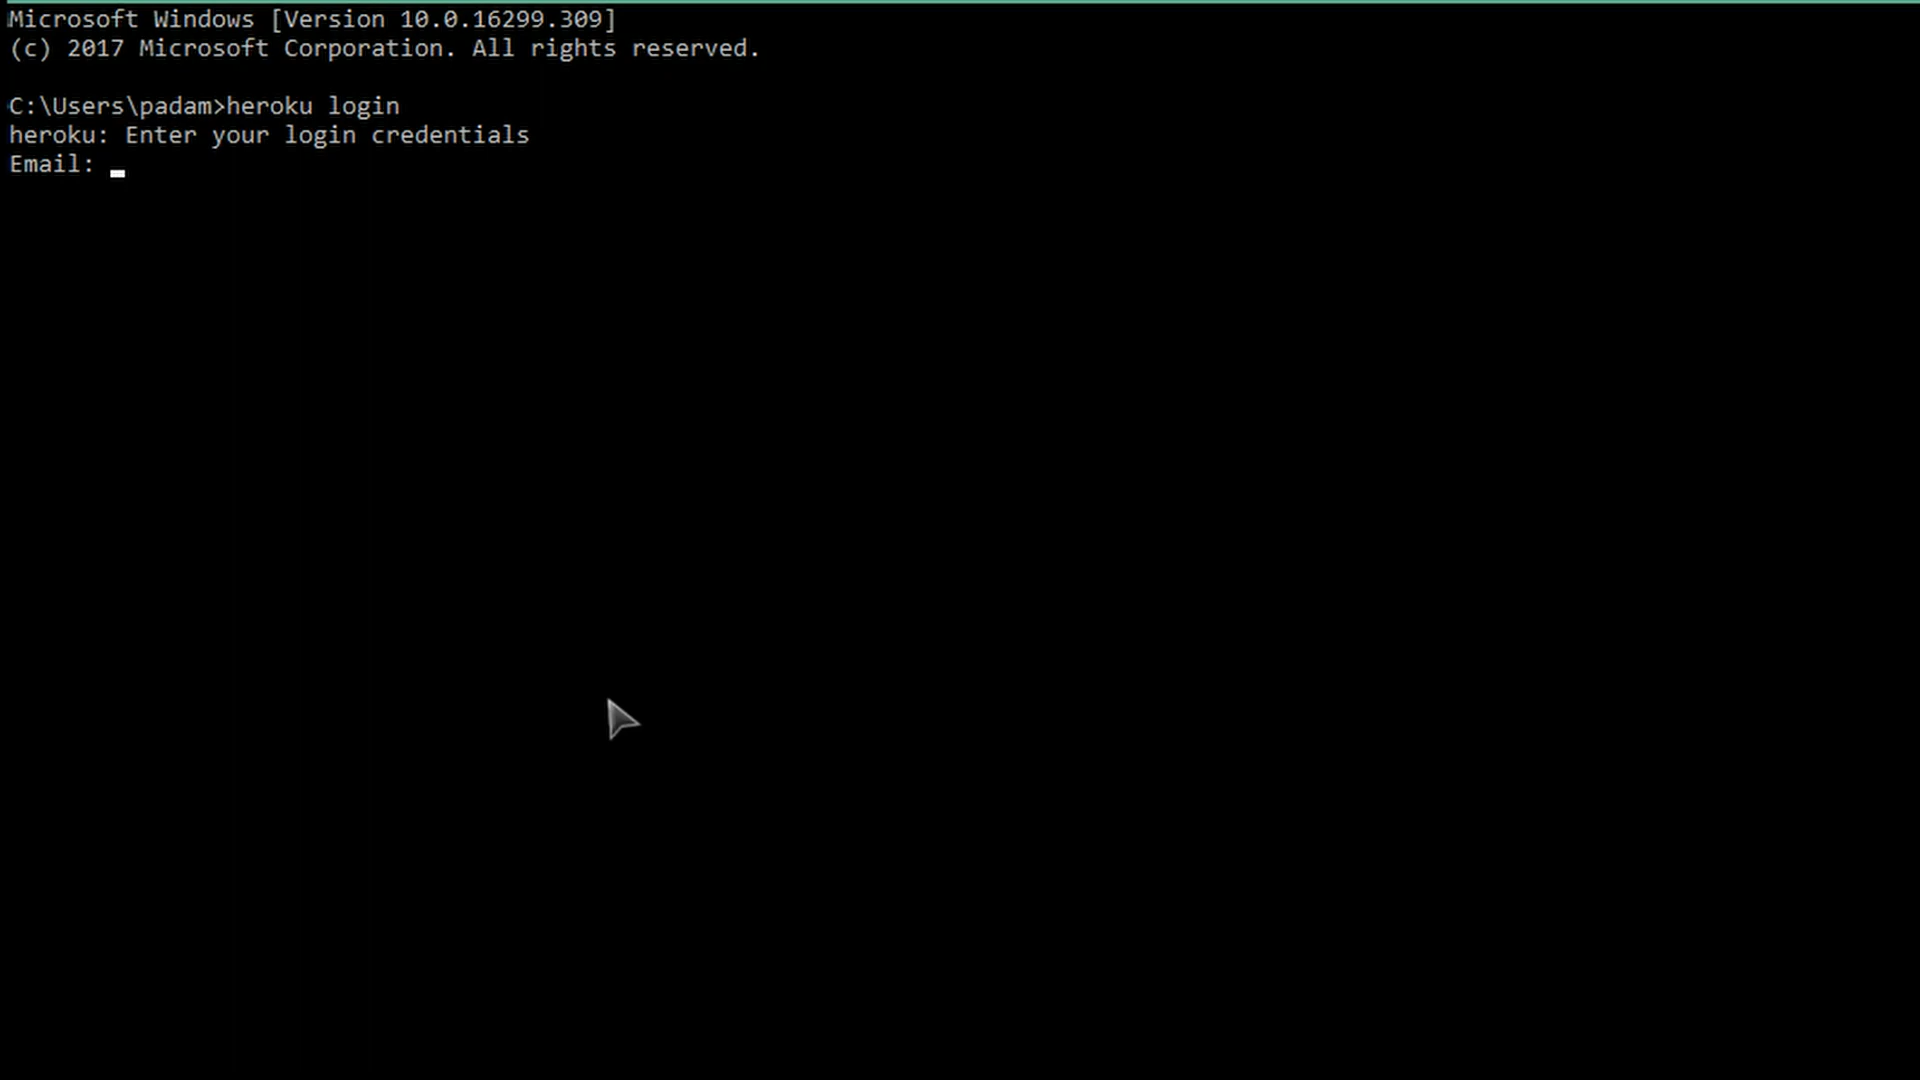 Microsoft Windows [Version 10.0.16299.309]
(c) 2017 Microsoft Corporation. All rights reserved.
C:\Users\padam>heroku login
heroku: Enter your login credentials
Email: